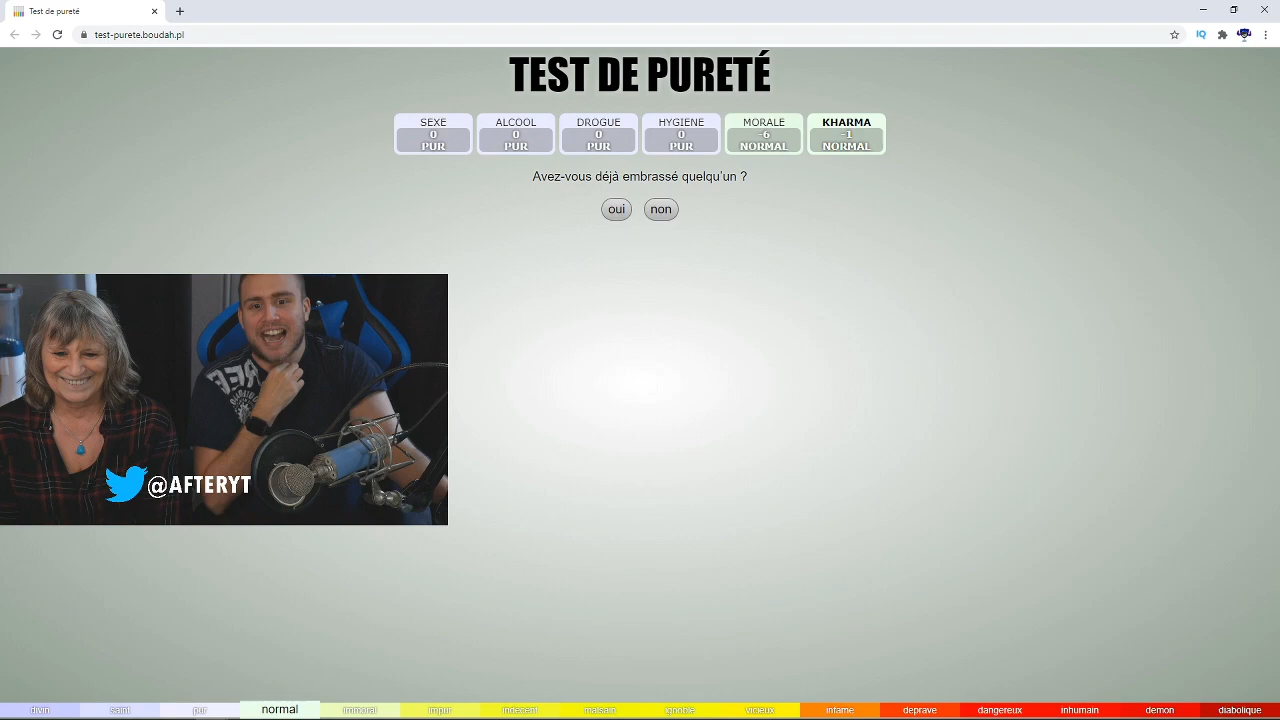 Test de pureté
test-purete.boudah.pl
IQ
TEST DE PURETÉ
SEXE ALCOOL DROGUE HYGIENE MORALE KHARMA
0 0 0 0 -6 -1
PUR PUR PUR PUR NORMAL NORMAL
Avez-vous déjà embrassé quelqu'un ?
oui non
@AFTERYT
divin saint pur normal immoral impur indécent malsain ignoble vicieux infame deprave dangereux inhumain demon diabolique